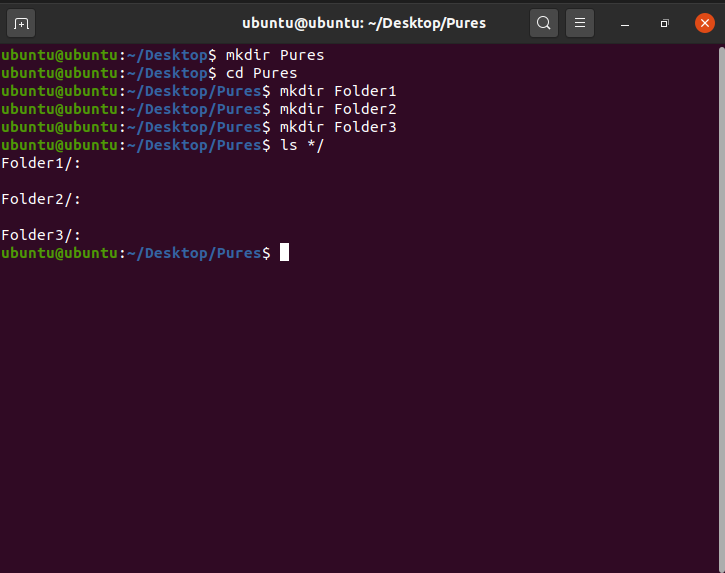 ubuntu@ubuntu: ~/Desktop/Pures
ubuntu@ubuntu:~/Desktop$ mkdir Pures
ubuntu@ubuntu:~/Desktop$ cd Pures
ubuntu@ubuntu:~/Desktop/Pures$ mkdir Folder1
ubuntu@ubuntu:~/Desktop/Pures$ mkdir Folder2
ubuntu@ubuntu:~/Desktop/Pures$ mkdir Folder3
ubuntu@ubuntu:~/Desktop/Pures$ ls */
Folder1/:
Folder2/:
Folder3/:
ubuntu@ubuntu:~/Desktop/Pures$